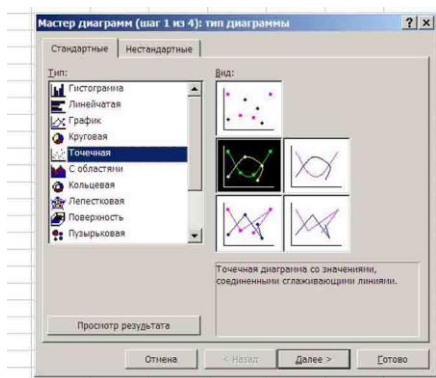 Мастер диаграмм (шаг 1 из 4): тип диаграммы
Стандартные
Нестандартные
Тип:
Гистограмма
Линейчатая
График
Круговая
Точечная
С областями
Кольцевая
Лепестковая
Поверхность
Пузырьковая
Вид:
Точечная диаграмма со значениями,
соединенными сглаживающими линиями.
Просмотр результата
Отмена
< Назад
Далее >
Готово